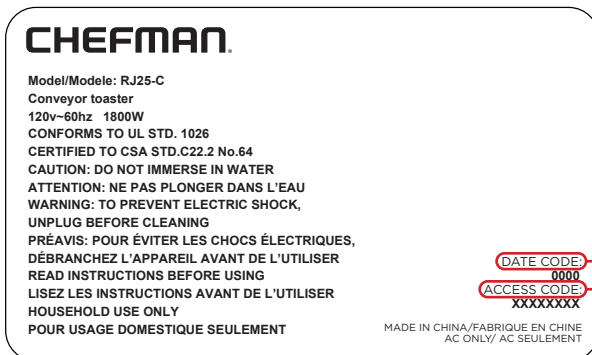 CHEFMAN.
Model/Modele: RJ25-C
Conveyor toaster
120v~60hz 1800W
CONFORMS TO UL STD. 1026
CERTIFIED TO CSA STD.C22.2 No.64
CAUTION: DO NOT IMMERSE IN WATER
ATTENTION: NE PAS PLONGER DANS L'EAU
WARNING: TO PREVENT ELECTRIC SHOCK,
UNPLUG BEFORE CLEANING
PRÉAVIS: POUR ÉVITER LES CHOCS ÉLECTRIQUES,
DÉBRANCHEZ L'APPAREIL AVANT DE L'UTILISER
READ INSTRUCTIONS BEFORE USING
LISEZ LES INSTRUCTIONS AVANT DE L'UTILISER
HOUSEHOLD USE ONLY
POUR USAGE DOMESTIQUE SEULEMENT
DATE CODE:
0000
ACCESS CODE:
XXXXXXXX
MADE IN CHINA/FABRIQUE EN CHINE
AC ONLY/ AC SEULEMENT